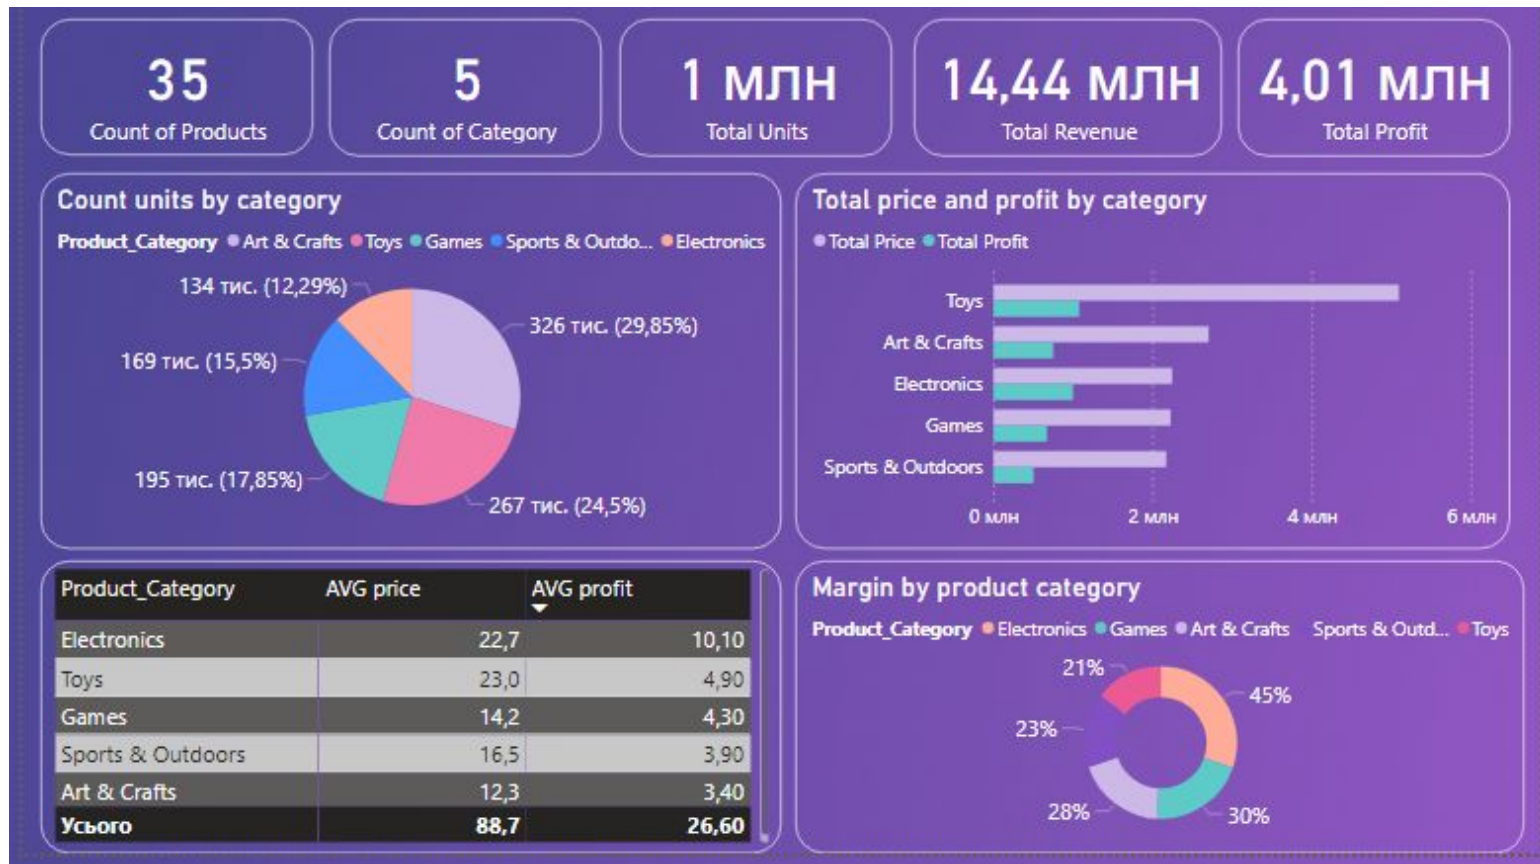 35
Count of Products
5
Count of Category
1 млн
Total Units
14,44 млн
Total Revenue
4,01 млн
Total Profit
Count units by category
Product_Category Art & Crafts Toys Games Sports & Outdo... Electronics
134 тис. (12,29%)
326 тис. (29,85%)
169 тис. (15,5%)
195 тис. (17,85%)
267 тис. (24,5%)
Total price and profit by category
Total Price Total Profit
Toys
Art & Crafts
Electronics
Games
Sports & Outdoors
0 млн 2 млн 4 млн 6 млн
Product_Category AVG price AVG profit
Electronics 22,7 10,10
Toys 23,0 4,90
Games 14,2 4,30
Sports & Outdoors 16,5 3,90
Art & Crafts 12,3 3,40
Усього 88,7 26,60
Margin by product category
Product_Category Electronics Games Art & Crafts Sports & Outd... Toys
21%
45%
23%
28%
30%